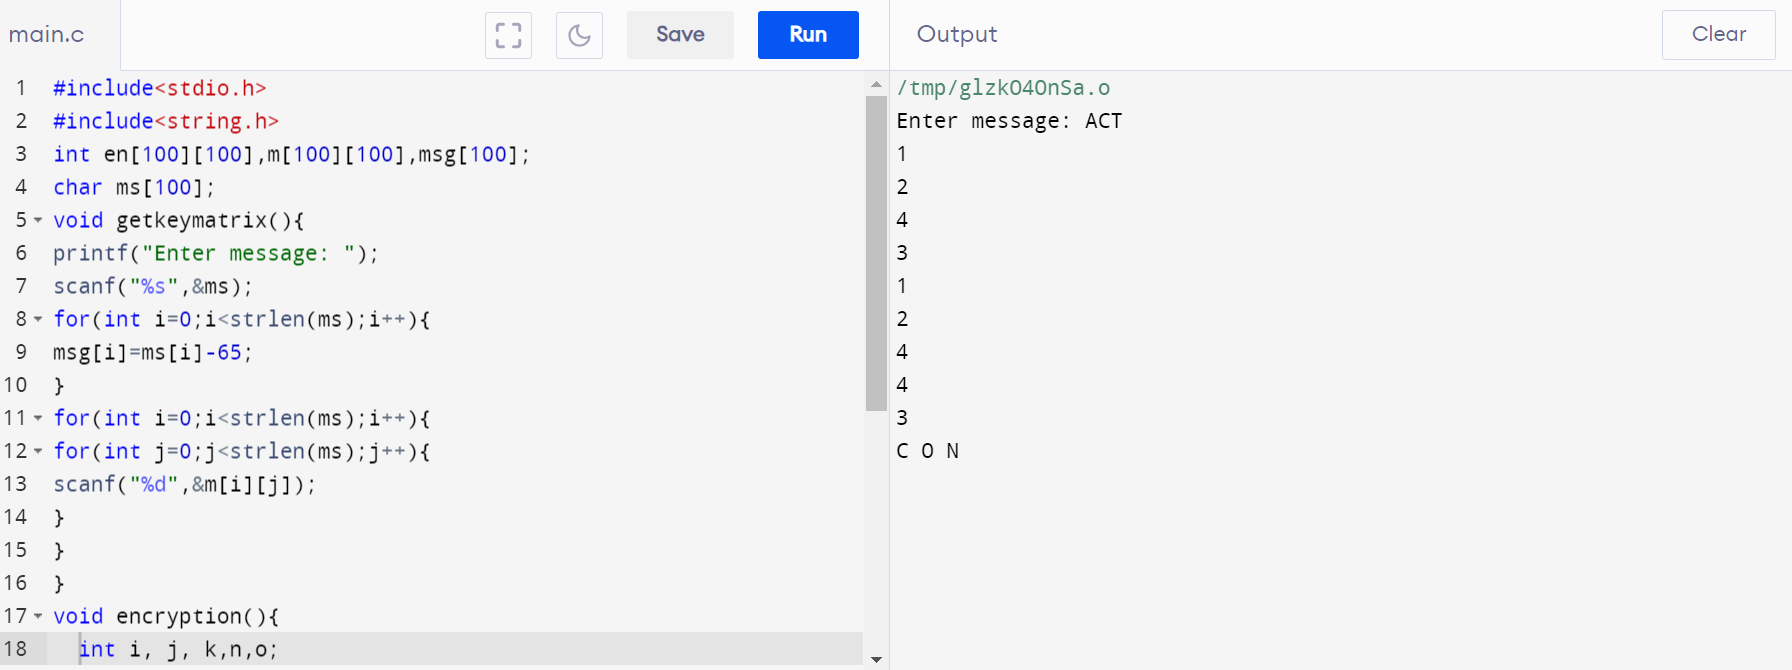 main.c
Save
Run
Output
Clear
1 #include<stdio.h>
2 #include<string.h>
3 int en[100][100],m[100][100],msg[100];
4 char ms[100];
5 void getkeymatrix(){
6 printf("Enter message: ");
7 scanf("%s",&ms);
8 for(int i=0;i<strlen(ms);i++){
9 msg[i]=ms[i]-65;
10 }
11 for(int i=0;i<strlen(ms);i++){
12 for(int j=0;j<strlen(ms);j++){
13 scanf("%d",&m[i][j]);
14 }
15 }
16 }
17 void encryption(){
18 int i, j, k,n,o;
/tmp/glzkO4OnSa.o
Enter message: ACT
1
2
4
3
1
2
4
4
3
C O N